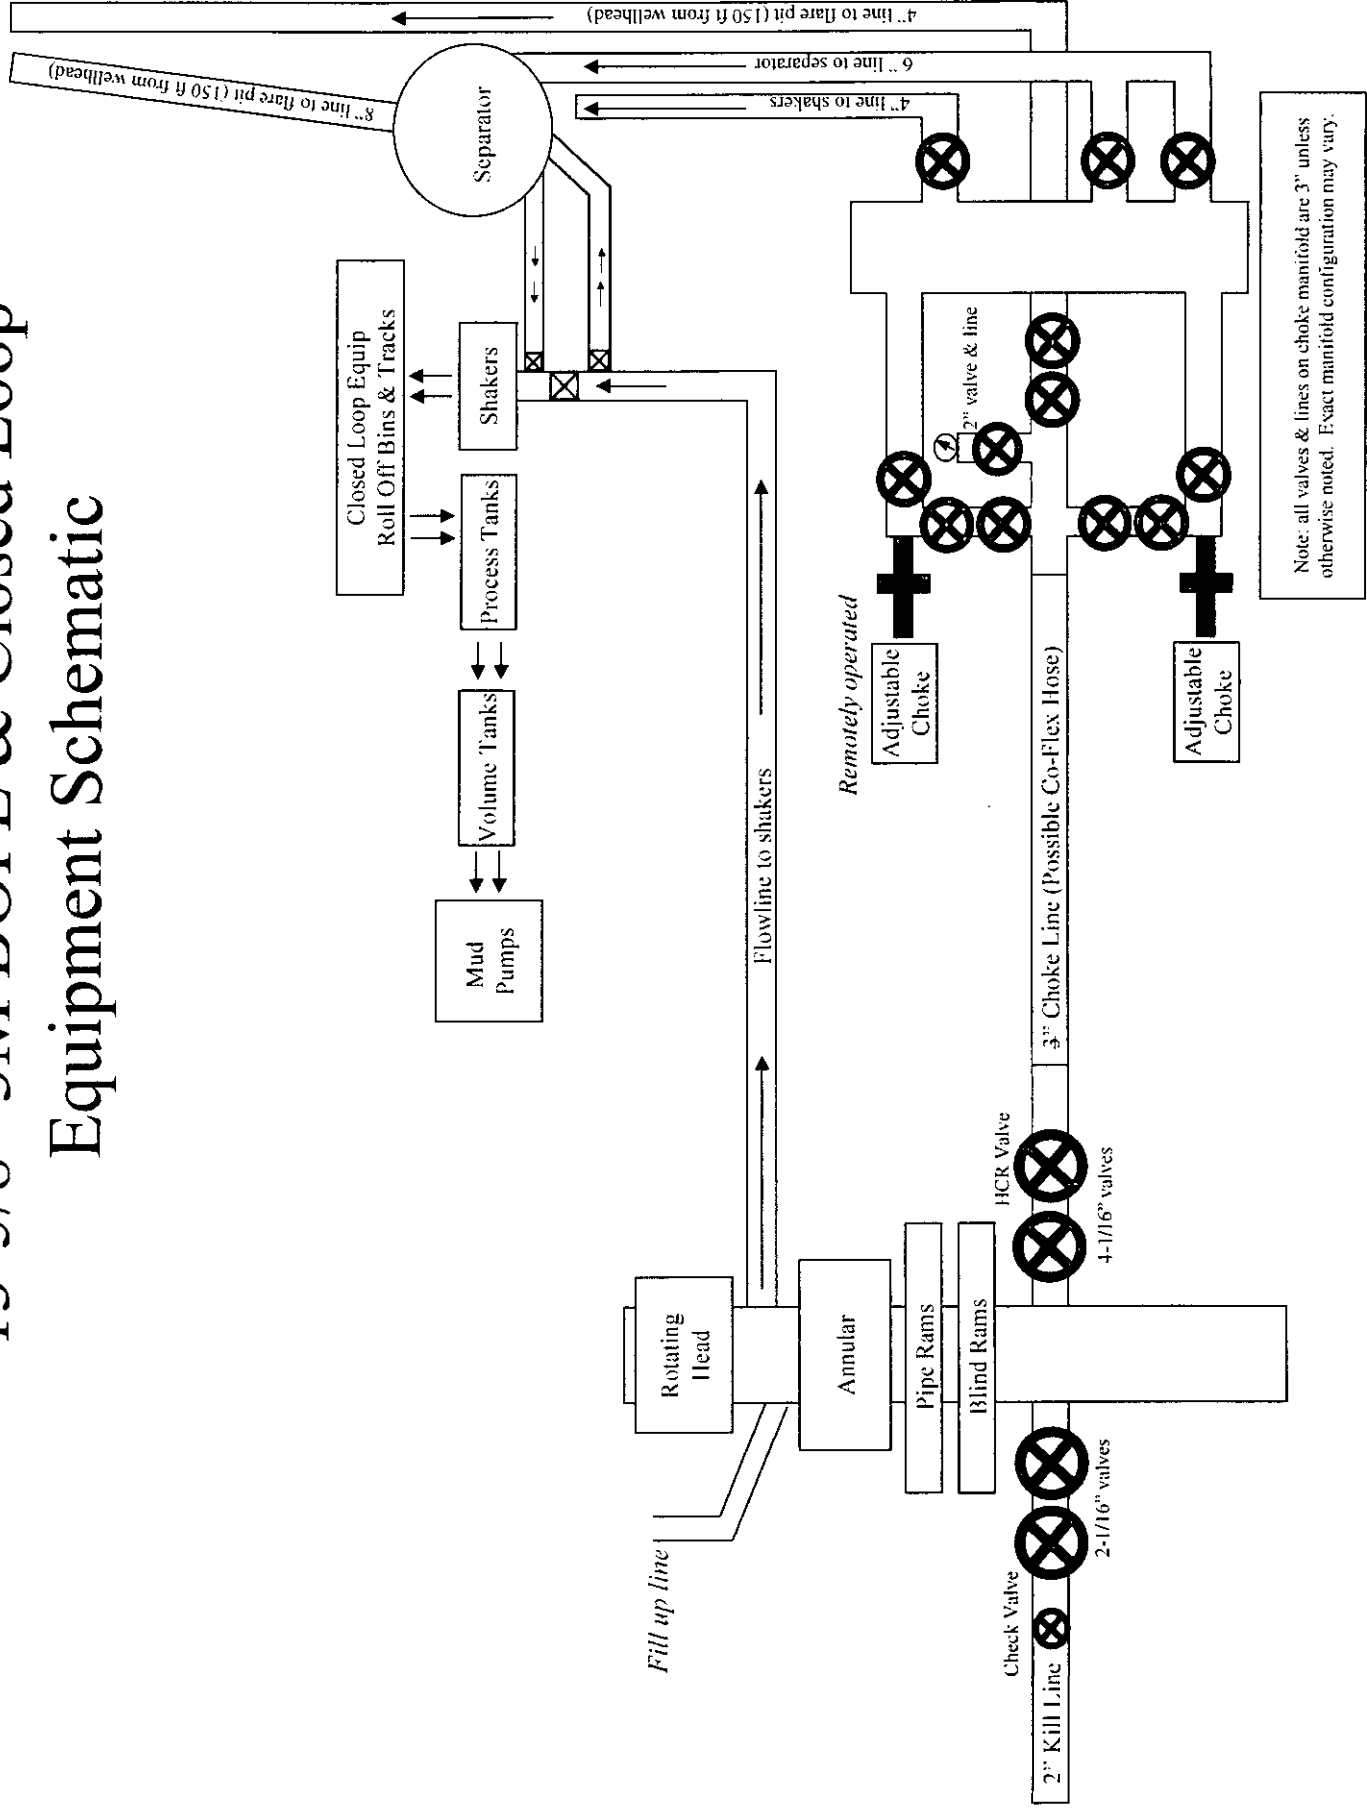 Equipment Schematic
Closed Loop Equip
Roll Off Bins & Tracks
Shakers
Process Tanks
Volume Tanks
Mud
Pumps
Separator
8" line to flare pit (150 ft from wellhead)
4" line to flare pit (150 ft from wellhead)
6" line to separator
4" line to shakers
Fill up line
Rotating
Head
Flowline to shakers
Annular
Pipe Rams
Blind Rams
Remotely operated
Adjustable
Choke
2" valve & line
Check Valve
HCR Valve
2" Kill Line
3" Choke Line (Possible Co-Flex Hose)
2-1/16" valves
4-1/16" valves
Adjustable
Choke
Note: all valves & lines on choke manifold are 3" unless
otherwise noted. Exact manifold configuration may vary.